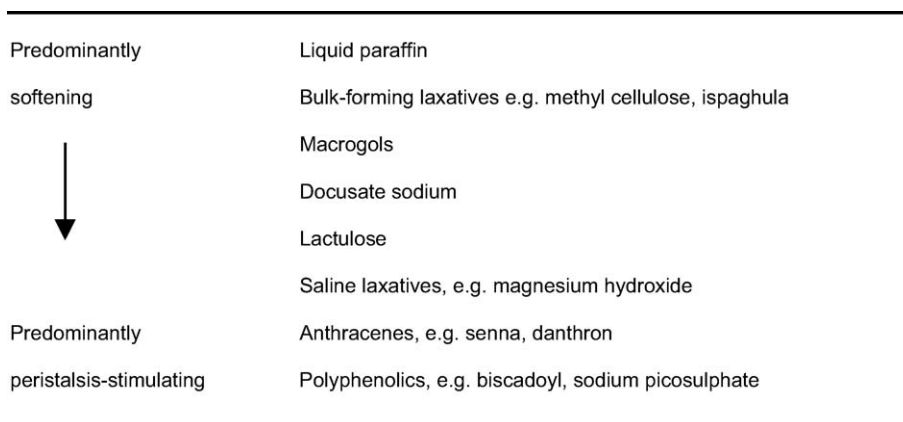 Predominantly Liquid paraffin
softening Bulk-forming laxatives e.g. methyl cellulose, ispaghula
Macrogols
Docusate sodium
Lactulose
Saline laxatives, e.g. magnesium hydroxide
Predominantly Anthracenes, e.g. senna, danthron
peristalsis-stimulating Polyphenolics, e.g. biscadoyl, sodium picosulphate